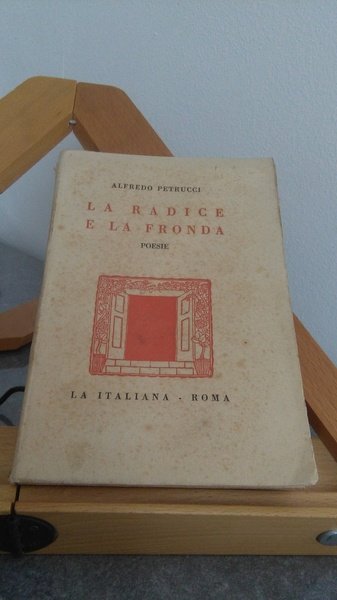 ALFREDO PETRUCCI
LA RADICE
E LA FRONDA
POESIE
LA ITALIANA - ROMA